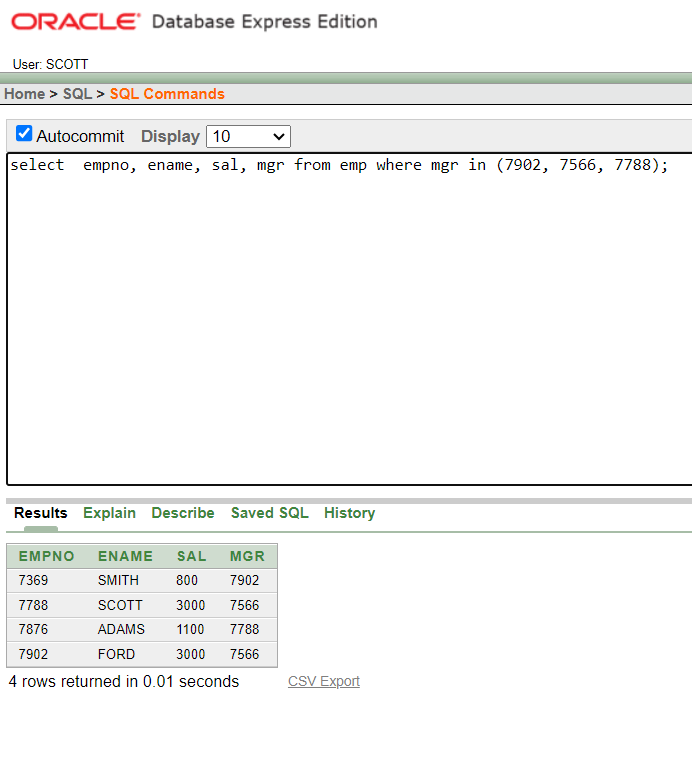 ORACLE® Database Express Edition
User: SCOTT
Home > SQL > SQL Commands
Autocommit Display 10
select  empno, ename, sal, mgr from emp where mgr in (7902, 7566, 7788);
Results Explain Describe Saved SQL History
EMPNO ENAME SAL MGR
7369 SMITH 800 7902
7788 SCOTT 3000 7566
7876 ADAMS 1100 7788
7902 FORD 3000 7566
4 rows returned in 0.01 seconds CSV Export